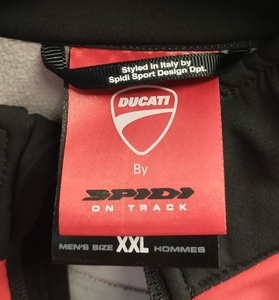 Styled in Italy by
Spidi Sport Design Dpt.
DUCATI
By
SPIDI
ON TRACK
MEN'S SIZE XXL HOMMES